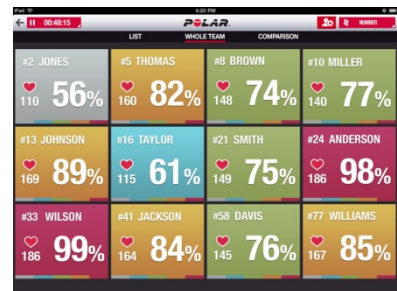 iPad 4:26 PM
00:48:15 POLAR. NUMBER
LIST WHOLE TEAM COMPARISON
#2 JONES
110 56%
#5 THOMAS
160 82%
#8 BROWN
148 74%
#10 MILLER
140 77%
#13 JOHNSON
169 89%
#16 TAYLOR
115 61%
#21 SMITH
149 75%
#24 ANDERSON
186 98%
#33 WILSON
186 99%
#41 JACKSON
164 84%
#58 DAVIS
145 76%
#77 WILLIAMS
167 85%